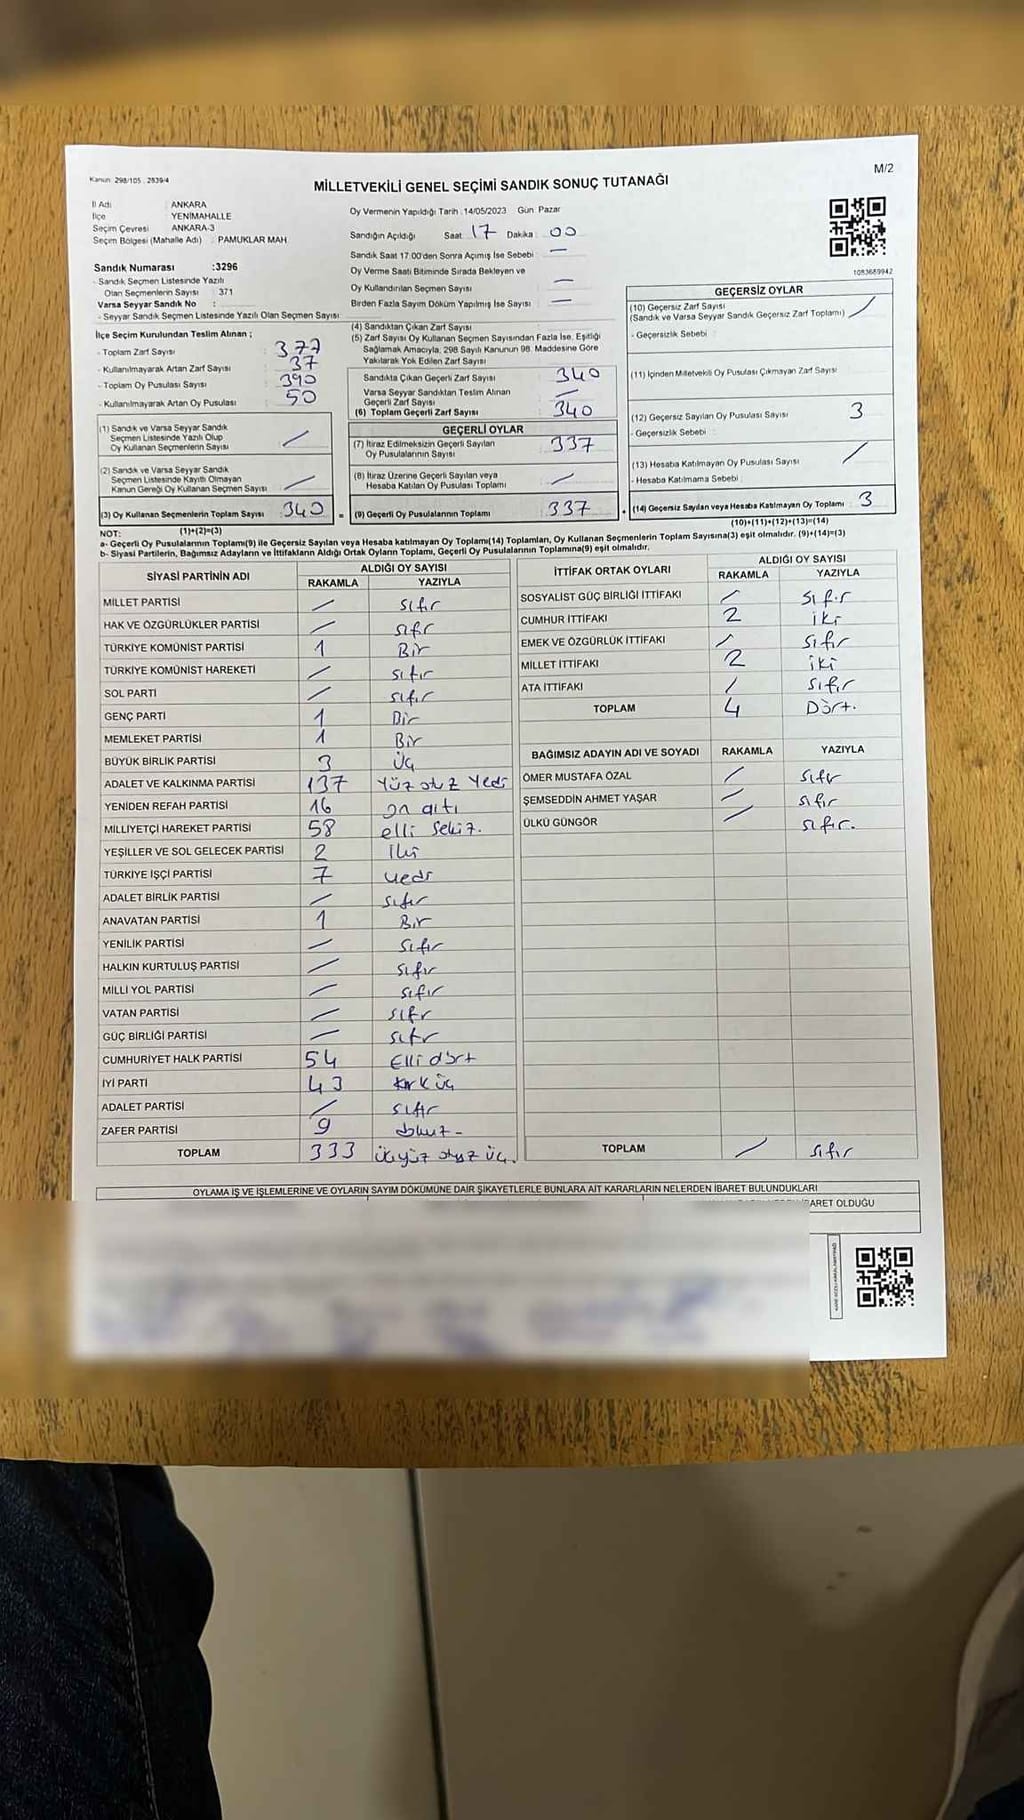 Kanun: 298/105 , 2839/4
M/2
MİLLETVEKİLİ GENEL SEÇİMİ SANDIK SONUÇ TUTANAĞI
İl Adı : ANKARA
İlçe : YENİMAHALLE
Seçim Çevresi : ANKARA-3
Seçim Bölgesi (Mahalle Adı) : PAMUKLAR MAH
Sandık Numarası :3296
- Sandık Seçmen Listesinde Yazılı
Olan Seçmenlerin Sayısı : 371
Varsa Seyyar Sandık No :
- Seyyar Sandık Seçmen Listesinde Yazılı Olan Seçmen Sayısı:
Oy Vermenin Yapıldığı Tarih :14/05/2023 Gün: Pazar
Sandığın Açıldığı Saat 17 Dakika 00
Sandık Saat 17.00'den Sonra Açımış İse Sebebi : —
Oy Verme Saati Bitiminde Sırada Bekleyen ve
Oy Kullandırılan Seçmen Sayısı —
Birden Fazla Sayım Döküm Yapılmış İse Sayısı : —
1083689942
İlçe Seçim Kurulundan Teslim Alınan ;
- Toplam Zarf Sayısı : 377
- Kullanılmayarak Artan Zarf Sayısı : 37
- Toplam Oy Pusulası Sayısı : 390
- Kullanılmayarak Artan Oy Pusulası : 50
(1) Sandık ve Varsa Seyyar Sandık
Seçmen Listesinde Yazılı Olup
Oy Kullanan Seçmenlerin Sayısı : /
(2) Sandık ve Varsa Seyyar Sandık
Seçmen Listesinde Kayıtlı Olmayan
Kanun Gereği Oy Kullanan Seçmen Sayısı : /
(3) Oy Kullanan Seçmenlerin Toplam Sayısı : 340
(4) Sandıktan Çıkan Zarf Sayısı :
(5) Zarf Sayısı Oy Kullanan Seçmen Sayısından Fazla İse, Eşitliği
Sağlamak Amacıyla, 298 Sayılı Kanunun 98. Maddesine Göre
Yakılarak Yok Edilen Zarf Sayısı :
Sandıkta Çıkan Geçerli Zarf Sayısı : 340
Varsa Seyyar Sandıktan Teslim Alınan
Geçerli Zarf Sayısı : /
(6) Toplam Geçerli Zarf Sayısı : 340
GEÇERLİ OYLAR
(7) İtiraz Edilmeksizin Geçerli Sayılan
Oy Pusulalarının Sayısı : 337
(8) İtiraz Üzerine Geçerli Sayılan veya
Hesaba Katılan Oy Pusulası Toplamı : /
= (9) Geçerli Oy Pusulalarının Toplamı : 337
GEÇERSİZ OYLAR
(10) Geçersiz Zarf Sayısı :
(Sandık ve Varsa Seyyar Sandık Geçersiz Zarf Toplamı) /
- Geçersizlik Sebebi :
(11) İçinden Milletvekili Oy Pusulası Çıkmayan Zarf Sayısı :
(12) Geçersiz Sayılan Oy Pusulası Sayısı : 3
- Geçersizlik Sebebi :
(13) Hesaba Katılmayan Oy Pusulası Sayısı : /
- Hesaba Katılmama Sebebi :
(14) Geçersiz Sayılan veya Hesaba Katılmayan Oy Toplamı : 3
NOT: (1)+(2)=(3) (10)+(11)+(12)+(13)=(14)
a- Geçerli Oy Pusulalarının Toplamı(9) ile Geçersiz Sayılan veya Hesaba katılmayan Oy Toplamı(14) Toplamları, Oy Kullanan Seçmenlerin Toplam Sayısına(3) eşit olmalıdır. (9)+(14)=(3)
b- Siyasi Partilerin, Bağımsız Adayların ve İttifakların Aldığı Ortak Oyların Toplamı, Geçerli Oy Pusulalarının Toplamına(9) eşit olmalıdır.
SİYASİ PARTİNİN ADI ALDIĞI OY SAYISI
RAKAMLA YAZIYLA
MİLLET PARTİSİ / sıfır
HAK VE ÖZGÜRLÜKLER PARTİSİ / sıfır
TÜRKİYE KOMÜNİST PARTİSİ 1 Bir
TÜRKİYE KOMÜNİST HAREKETİ / sıfır
SOL PARTİ / sıfır
GENÇ PARTİ 1 Bir
MEMLEKET PARTİSİ 1 Bir
BÜYÜK BİRLİK PARTİSİ 3 Üç
ADALET VE KALKINMA PARTİSİ 137 Yüz otuz Yedi
YENİDEN REFAH PARTİSİ 16 on altı
MİLLİYETÇİ HAREKET PARTİSİ 58 elli Sekiz.
YEŞİLLER VE SOL GELECEK PARTİSİ 2 İki
TÜRKİYE İŞÇİ PARTİSİ 7 yedi
ADALET BİRLİK PARTİSİ / sıfır
ANAVATAN PARTİSİ 1 Bir
YENİLİK PARTİSİ / sıfır
HALKIN KURTULUŞ PARTİSİ / sıfır
MİLLİ YOL PARTİSİ / sıfır
VATAN PARTİSİ / sıfır
GÜÇ BİRLİĞİ PARTİSİ / sıfır
CUMHURİYET HALK PARTİSİ 54 Elli dört
İYİ PARTİ 43 kırk üç
ADALET PARTİSİ / sıfır
ZAFER PARTİSİ 9 dokuz-
TOPLAM 333 üçyüz otuz üç.
İTTİFAK ORTAK OYLARI ALDIĞI OY SAYISI
RAKAMLA YAZIYLA
SOSYALİST GÜÇ BİRLİĞİ İTTİFAKI / sıfır
CUMHUR İTTİFAKI 2 iki
EMEK VE ÖZGÜRLÜK İTTİFAKI / sıfır
MİLLET İTTİFAKI 2 iki
ATA İTTİFAKI / sıfır
TOPLAM 4 Dört.
BAĞIMSIZ ADAYIN ADI VE SOYADI RAKAMLA YAZIYLA
ÖMER MUSTAFA ÖZAL / sıfır
ŞEMSEDDİN AHMET YAŞAR / sıfır
ÜLKÜ GÜNGÖR / sıfır.
TOPLAM / sıfır
OYLAMA İŞ VE İŞLEMLERİNE VE OYLARIN SAYIM DÖKÜMÜNE DAİR ŞİKAYETLERLE BUNLARA AİT KARARLARIN NELERDEN İBARET BULUNDUKLARI
BARET OLDUĞU